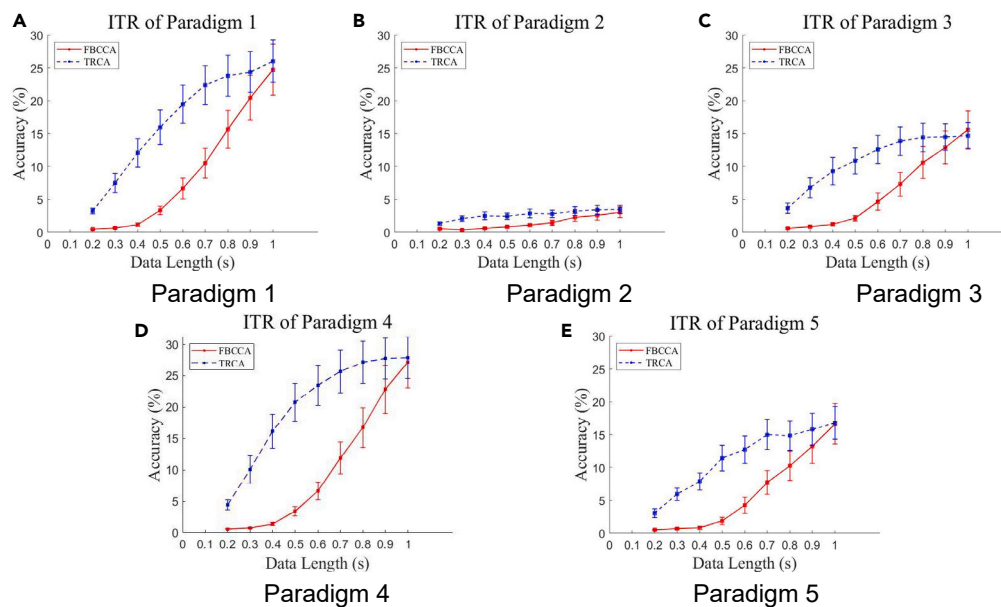 A
ITR of Paradigm 1
FBCCA
TRCA
Accuracy (%)
30
25
20
15
10
5
0
0 0.1 0.2 0.3 0.4 0.5 0.6 0.7 0.8 0.9 1
Data Length (s)
Paradigm 1
B
ITR of Paradigm 2
FBCCA
TRCA
Accuracy (%)
30
25
20
15
10
5
0
0 0.1 0.2 0.3 0.4 0.5 0.6 0.7 0.8 0.9 1
Data Length (s)
Paradigm 2
C
ITR of Paradigm 3
FBCCA
TRCA
Accuracy (%)
30
25
20
15
10
5
0
0 0.1 0.2 0.3 0.4 0.5 0.6 0.7 0.8 0.9 1
Data Length (s)
Paradigm 3
D
ITR of Paradigm 4
FBCCA
TRCA
Accuracy (%)
30
25
20
15
10
5
0
0 0.1 0.2 0.3 0.4 0.5 0.6 0.7 0.8 0.9 1
Data Length (s)
Paradigm 4
E
ITR of Paradigm 5
FBCCA
TRCA
Accuracy (%)
30
25
20
15
10
5
0
0 0.1 0.2 0.3 0.4 0.5 0.6 0.7 0.8 0.9 1
Data Length (s)
Paradigm 5